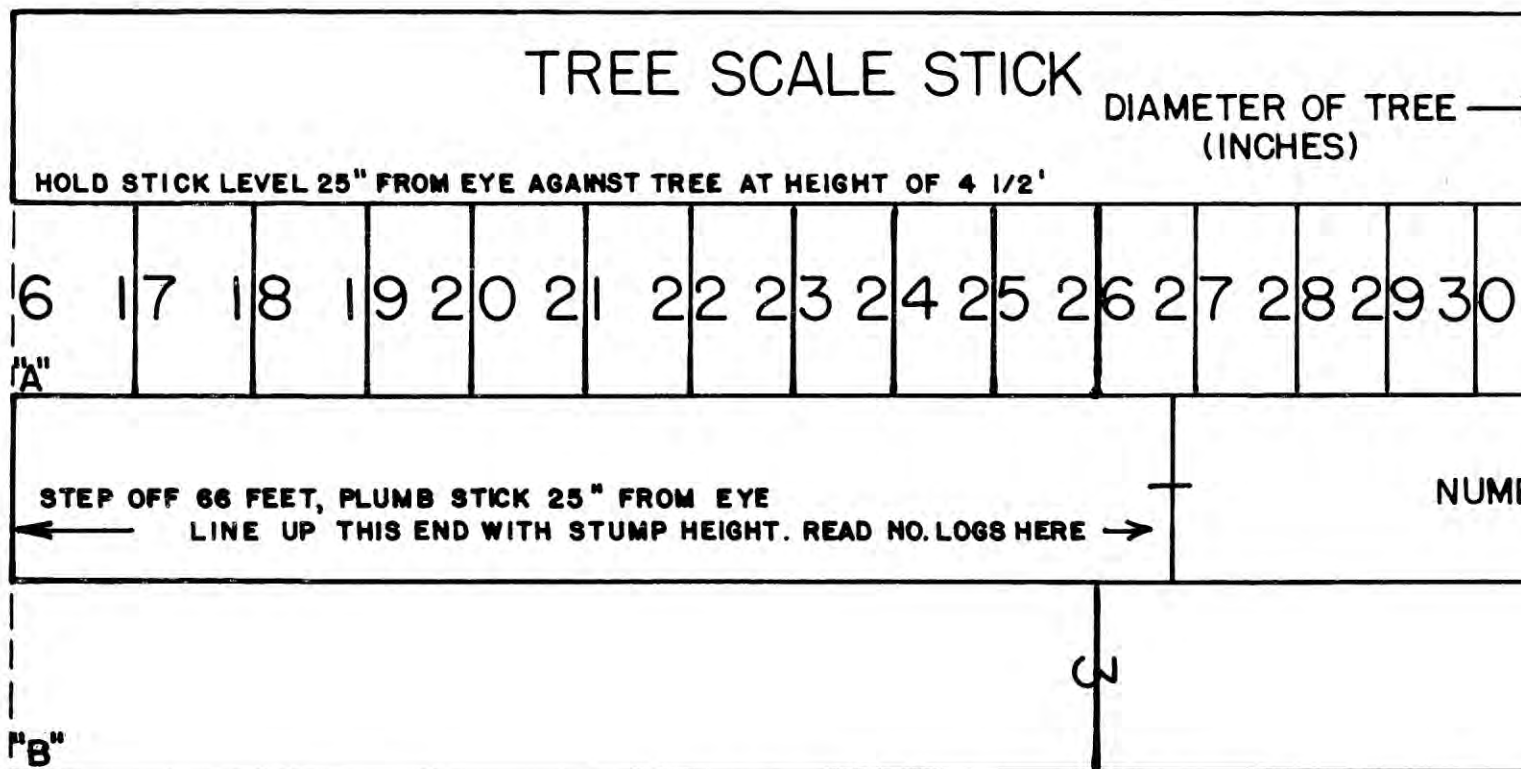 TREE SCALE STICK
DIAMETER OF TREE
(INCHES)
HOLD STICK LEVEL 25" FROM EYE AGAINST TREE AT HEIGHT OF 4 1/2'
6 17 18 19 20 21 22 23 24 25 26 27 28 29 30
"A"
STEP OFF 66 FEET, PLUMB STICK 25" FROM EYE
LINE UP THIS END WITH STUMP HEIGHT. READ NO. LOGS HERE
1
3
"B"